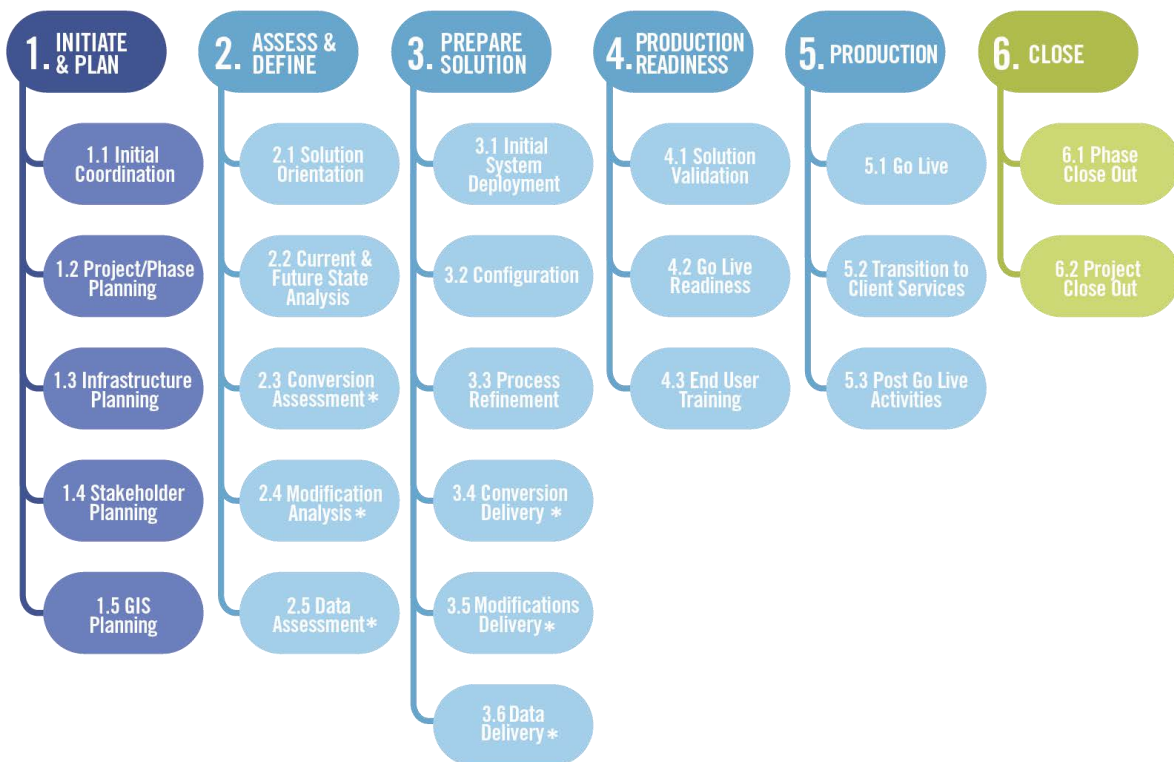 1. INITIATE
& PLAN
1.1 Initial
Coordination
1.2 Project/Phase
Planning
1.3 Infrastructure
Planning
1.4 Stakeholder
Planning
1.5 GIS
Planning
2. ASSESS &
DEFINE
2.1 Solution
Orientation
2.2 Current &
Future State
Analysis
2.3 Conversion
Assessment*
2.4 Modification
Analysis*
2.5 Data
Assessment*
3. PREPARE
SOLUTION
3.1 Initial
System
Deployment
3.2 Configuration
3.3 Process
Refinement
3.4 Conversion
Delivery *
3.5 Modifications
Delivery*
3.6 Data
Delivery*
4. PRODUCTION
READINESS
4.1 Solution
Validation
4.2 Go Live
Readiness
4.3 End User
Training
5. PRODUCTION
5.1 Go Live
5.2 Transition to
Client Services
5.3 Post Go Live
Activities
6. CLOSE
6.1 Phase
Close Out
6.2 Project
Close Out